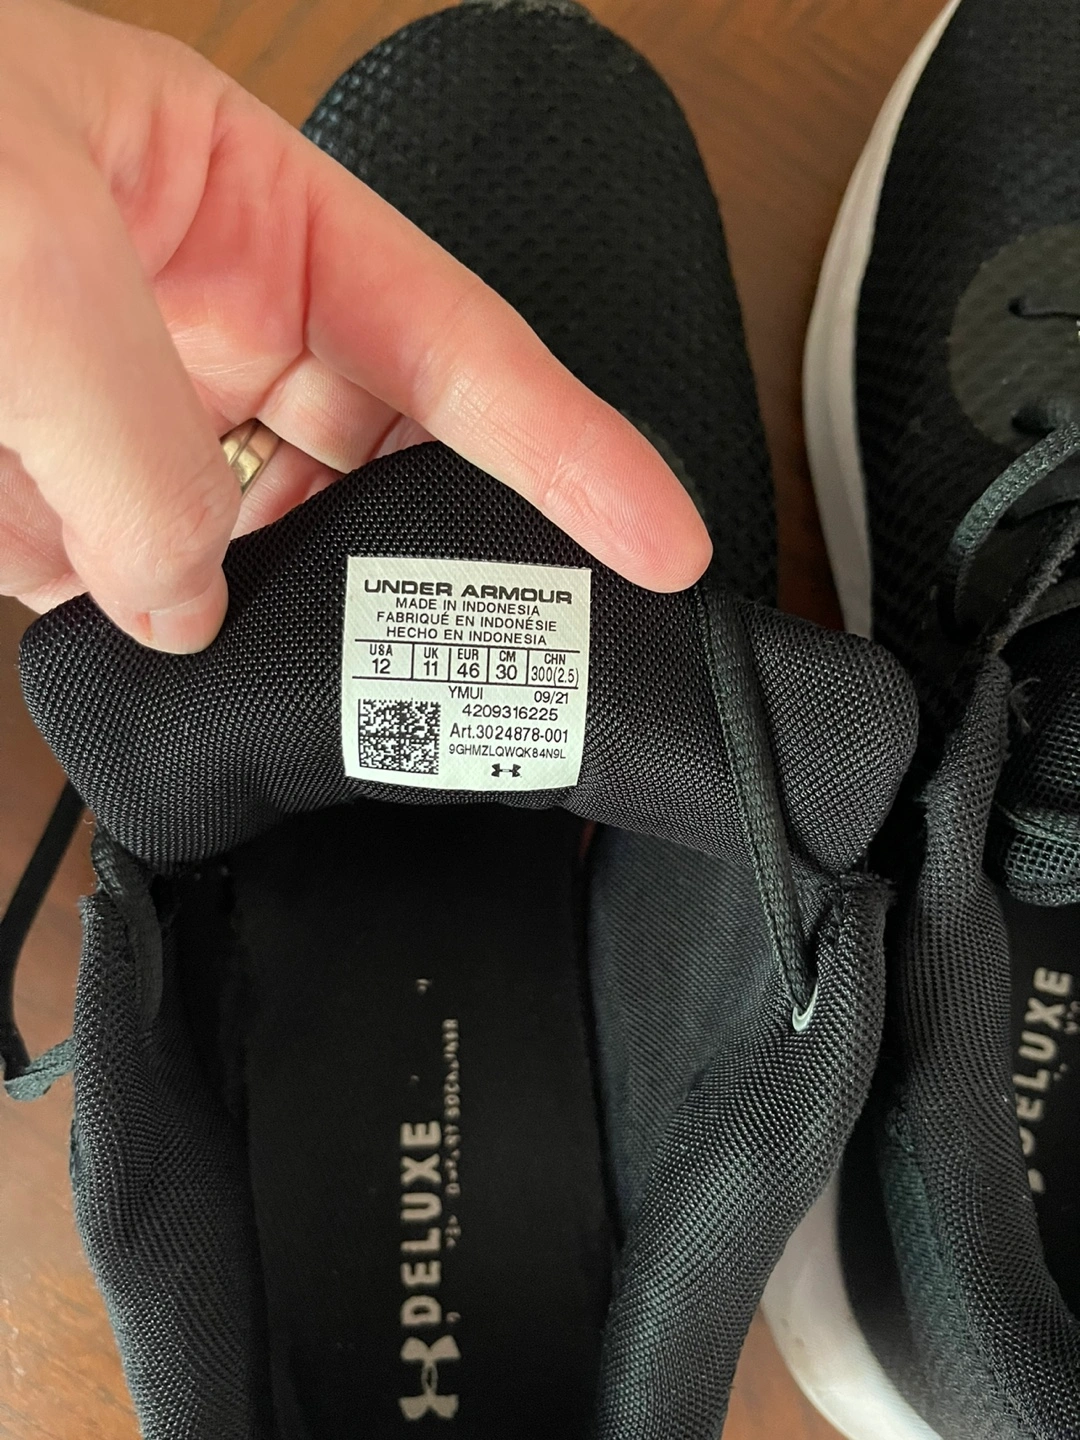 UNDER ARMOUR
MADE IN INDONESIA
FABRIQUÉ EN INDONÉSIE
HECHO EN INDONESIA
USA UK EUR CM CHN
12 11 46 30 300(2.5)
YMUI 09/21
4209316225
Art.3024878-001
9GHMZLQWQK84N9L
DELUXE
DELUXE